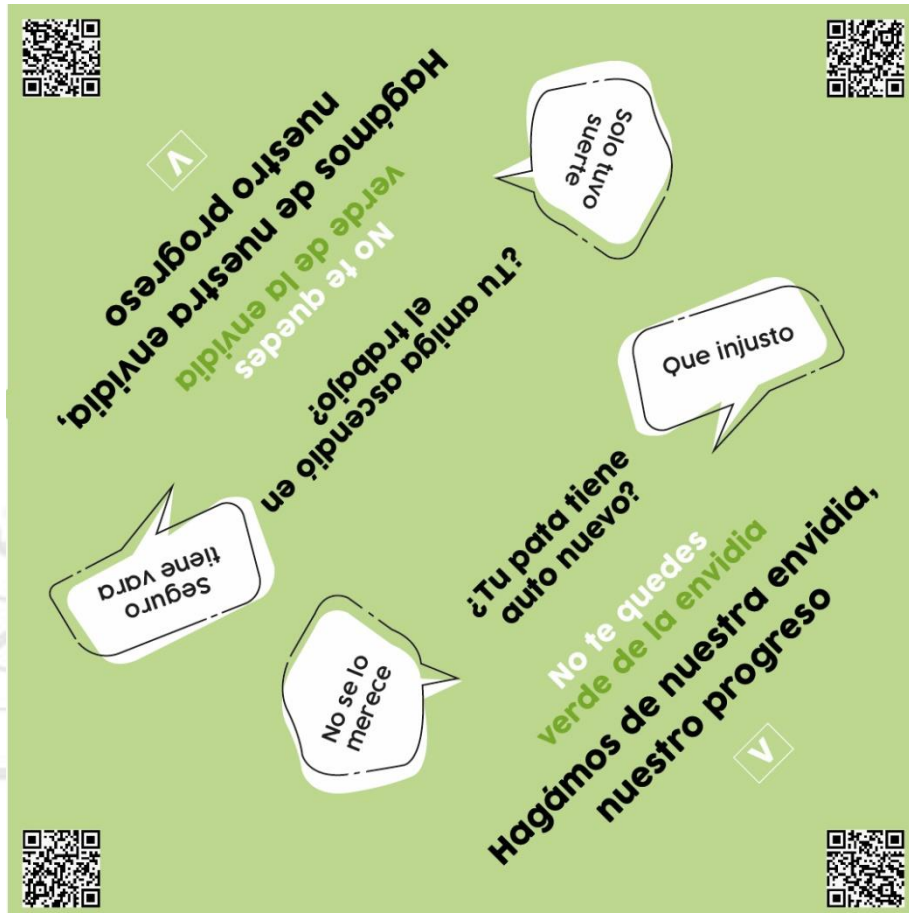 Hagámos de nuestra envidia,
nuestro progreso
V
verde de la envidia
No te quedes
¿Tu amiga ascendió en
el trabajo?
Solo tuvo
suerte
Seguro
tiene vara
Que injusto
No se lo
merece
¿Tu pata tiene
auto nuevo?
No te quedes
verde de la envidia
Hagámos de nuestra envidia,
nuestro progreso
V